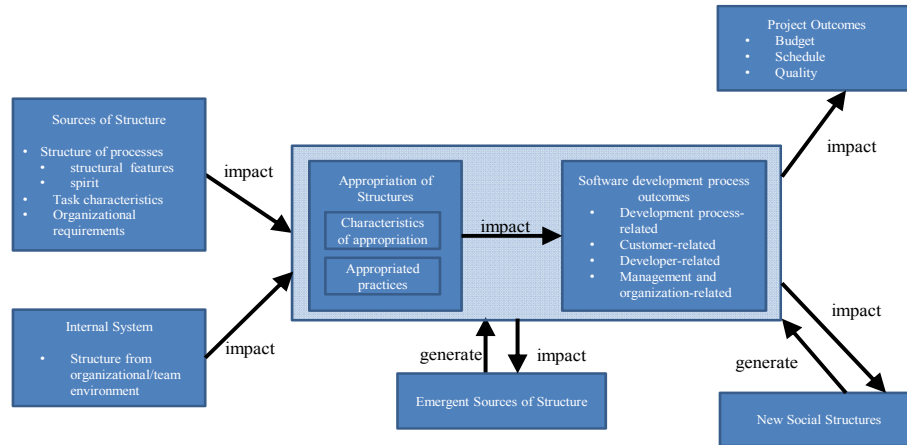 Project Outcomes
• Budget
• Schedule
• Quality
Sources of Structure
• Structure of processes
• structural features
• spirit
• Task characteristics
• Organizational
requirements
impact
impact
Appropriation of
Structures
Characteristics
of appropriation
Appropriated
practices
impact
Software development process
outcomes
• Development process-
related
• Customer-related
• Developer-related
• Management and
organization-related
Internal System
• Structure from
organizational/team
environment
impact
generate
impact
impact
generate
Emergent Sources of Structure
New Social Structures